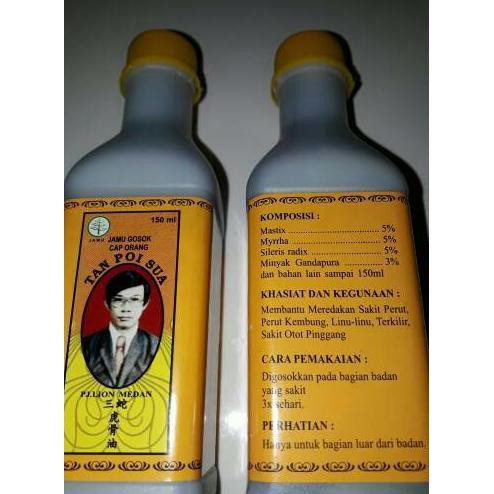 150 ml
JAMU
JAMU GOSOK
CAP ORANG
TAN POI SUA
PJ.LION MEDAN
三蛇
虎骨油
KOMPOSISI :
Mastix ........................ 5%
Myrrha ....................... 5%
Sileris radix ................. 5%
Minyak Gandapura ............ 3%
dan bahan lain sampai 150ml
KHASIAT DAN KEGUNAAN :
Membantu Meredakan Sakit Perut,
Perut Kembung, Linu-linu, Terkilir,
Sakit Otot Pinggang
CARA PEMAKAIAN :
Digosokkan pada bagian badan
yang sakit
3x sehari.
PERHATIAN :
Hanya untuk bagian luar dari badan.